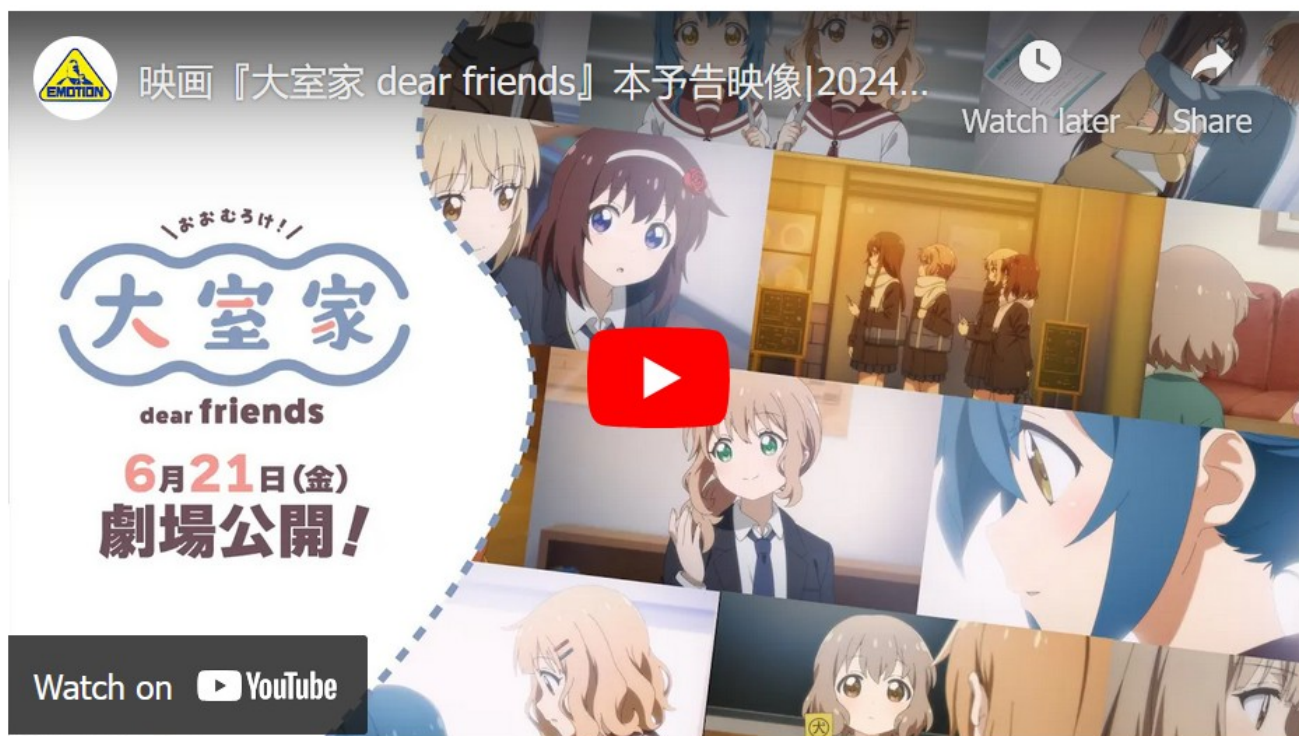 EMOTION
映画『大室家 dear friends』本予告映像|2024...
Watch later
Share
おおむろけ!
大室家
dear friends
6月21日(金)
劇場公開!
犬
Watch on YouTube